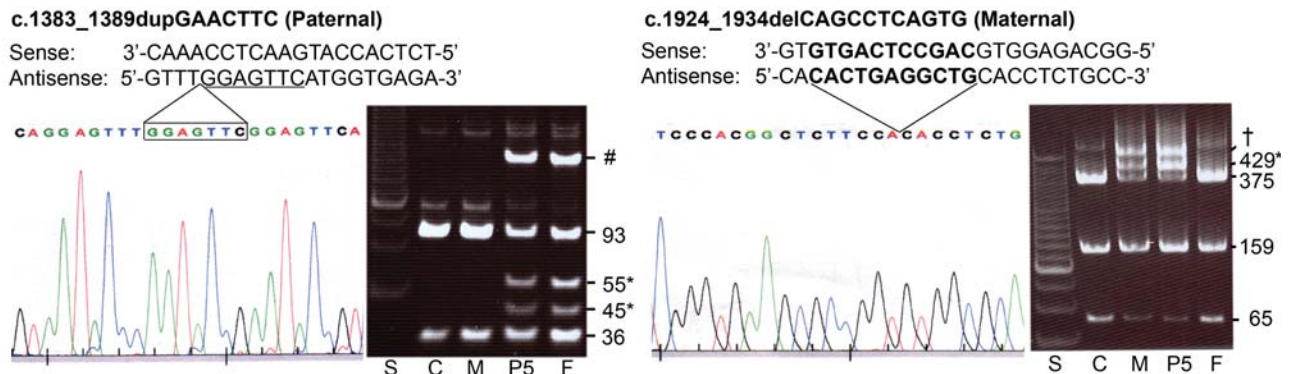 c.1383_1389dupGAACTTC (Paternal)
Sense: 3'-CAAACCTCAAGTACCACTCT-5'
Antisense: 5'-GTTTGGAGTTCATGGTGAGA-3'
CAGGAGTTTGGAGTTCGGAGTTCA
#
93
55*
45*
36
S C M P5 F
c.1924_1934delCAGCCTCAGTG (Maternal)
Sense: 3'-GTGTGACTCCGACGTGGAGACGG-5'
Antisense: 5'-CACACTGAGGCTGCACCTCTGCC-3'
TCCCACGGCTCTTCCACACCTCTG
†
429*
375
159
65
S C M P5 F